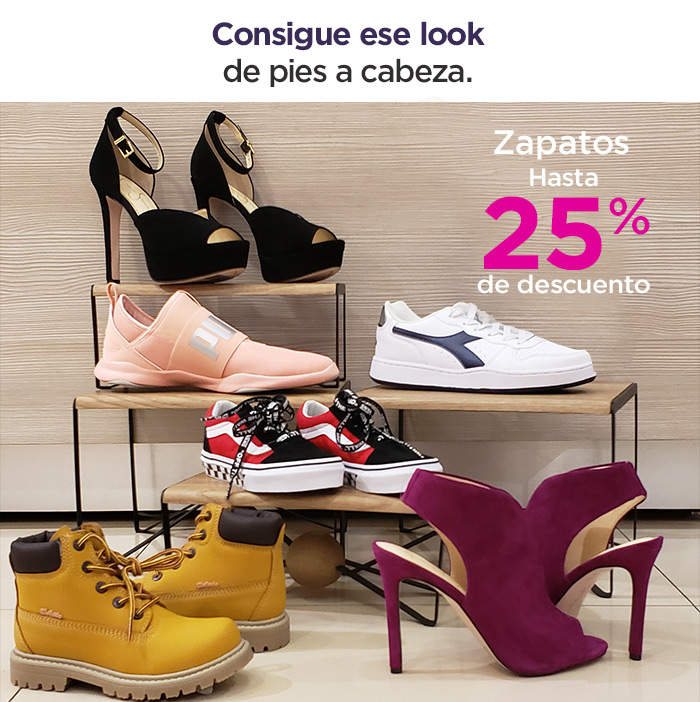 Consigue ese look
de pies a cabeza.
Zapatos
Hasta
25%
de descuento